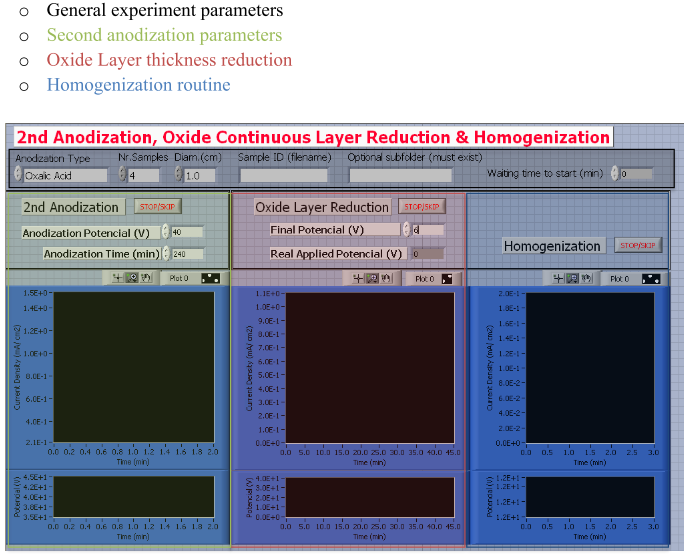 ○ General experiment parameters
○ Second anodization parameters
○ Oxide Layer thickness reduction
○ Homogenization routine
2nd Anodization, Oxide Continuous Layer Reduction & Homogenization
Anodization Type Nr.Samples Diam.(cm) Sample ID (filename) Optional subfolder (must exist)
Oxalic Acid 4 1.0 Waiting time to start (min) 0
2nd Anodization STOP/SKIP
Anodization Potencial (V) 40
Anodization Time (min) 240
Plot 0
Current Density (mA/cm2)
1.5E+0
1.4E+0
1.2E+0
1.0E+0
8.0E-1
6.0E-1
4.0E-1
2.1E-1
0.0 0.2 0.4 0.6 0.8 1.0 1.2 1.4 1.6 1.8 2.0
Time (min)
Potencial (V)
4.5E+1
4.2E+1
4.0E+1
3.8E+1
3.5E+1
0.0 0.2 0.4 0.6 0.8 1.0 1.2 1.4 1.6 1.8 2.0
Time (min)
Oxide Layer Reduction STOP/SKIP
Final Potencial (V) 6
Real Applied Potencial (V) 0
Plot 0
Current Density (mA/cm2)
1.1E+0
1.0E+0
9.0E-1
8.0E-1
7.0E-1
6.0E-1
5.0E-1
4.0E-1
3.0E-1
2.0E-1
1.0E-1
0.0E+0
0.0 5.0 10.0 15.0 20.0 25.0 30.0 35.0 40.0 45.0
Time (min)
Potencial (V)
4.0E+1
3.0E+1
2.0E+1
1.0E+1
0.0E+0
0.0 5.0 10.0 15.0 20.0 25.0 30.0 35.0 40.0 45.0
Time (min)
Homogenization STOP/SKIP
Plot 0
Current Density (mA/cm2)
2.0E-1
1.8E-1
1.6E-1
1.4E-1
1.2E-1
1.0E-1
8.0E-2
6.0E-2
4.0E-2
2.0E-2
0.0E+0
0.0 0.5 1.0 1.5 2.0 2.5 3.0
Time (min)
Potencial (V)
1.2E+1
1.2E+1
1.2E+1
1.2E+1
0.0 0.5 1.0 1.5 2.0 2.5 3.0
Time (min)